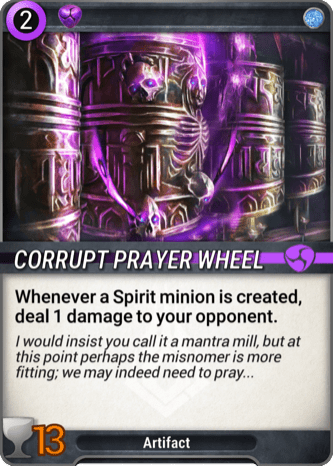 2
CORRUPT PRAYER WHEEL
Whenever a Spirit minion is created,
deal 1 damage to your opponent.
I would insist you call it a mantra mill, but at
this point perhaps the misnomer is more
fitting; we may indeed need to pray...
13
Artifact